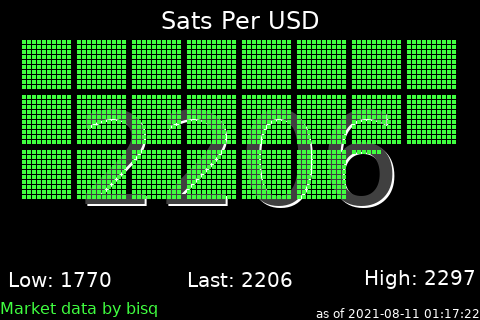 Sats Per USD
2206
Low: 1770 Last: 2206 High: 2297
Market data by bisq as of 2021-08-11 01:17:22